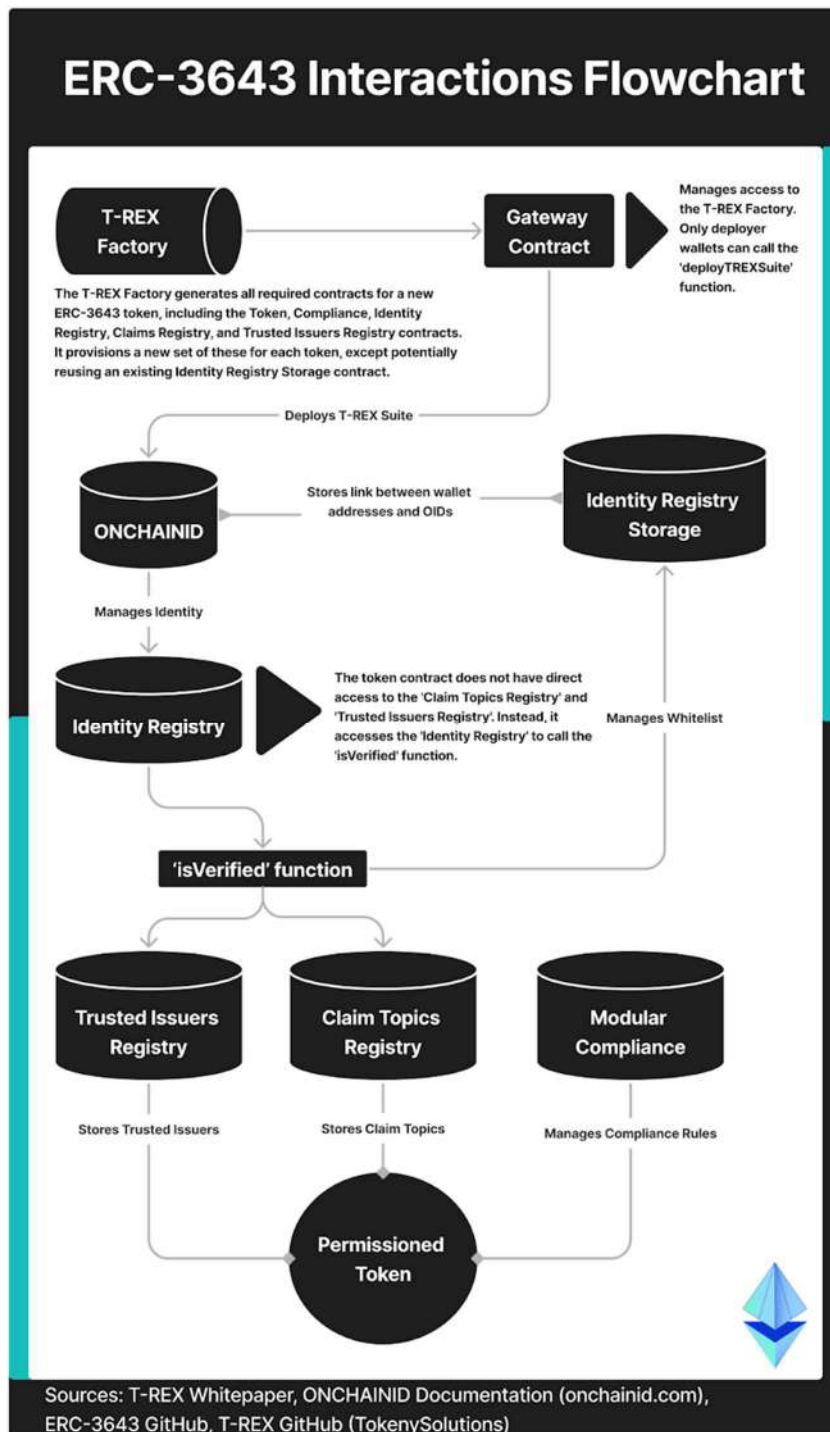 ERC-3643 Interactions Flowchart
T-REX
Factory
Gateway
Contract
Manages access to
the T-REX Factory.
Only deployer
wallets can call the
'deployTREXSuite'
function.
The T-REX Factory generates all required contracts for a new
ERC-3643 token, including the Token, Compliance, Identity
Registry, Claims Registry, and Trusted Issuers Registry contracts.
It provisions a new set of these for each token, except potentially
reusing an existing Identity Registry Storage contract.
Deploys T-REX Suite
ONCHAINID
Stores link between wallet
addresses and OIDs
Identity Registry
Storage
Manages Identity
Identity Registry
The token contract does not have direct
access to the 'Claim Topics Registry' and
'Trusted Issuers Registry'. Instead, it
accesses the 'Identity Registry' to call the
'isVerified' function.
Manages Whitelist
'isVerified' function
Trusted Issuers
Registry
Claim Topics
Registry
Modular
Compliance
Stores Trusted Issuers
Stores Claim Topics
Manages Compliance Rules
Permissioned
Token
Sources: T-REX Whitepaper, ONCHAINID Documentation (onchainid.com),
ERC-3643 GitHub, T-REX GitHub (TokenySolutions)